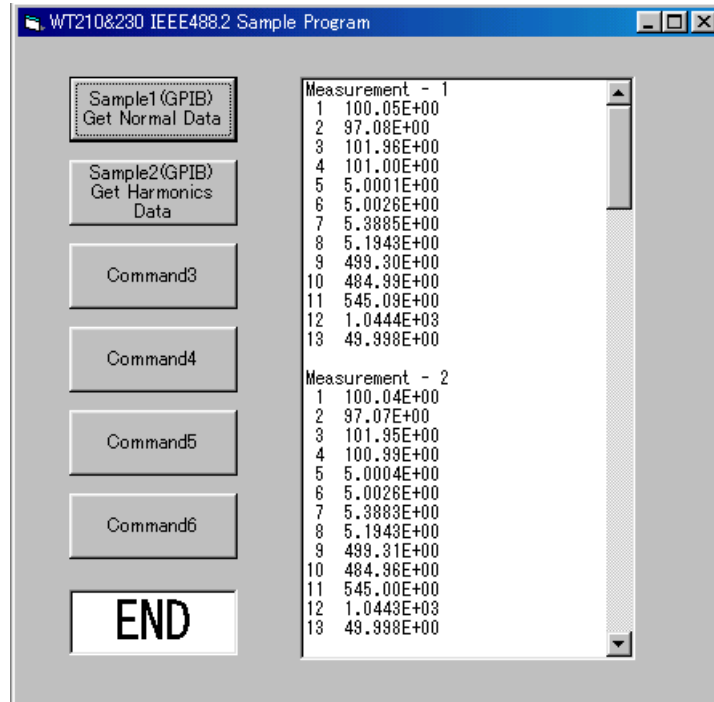 WT210&230 IEEE488.2 Sample Program
Sample1(GPIB)
Get Normal Data
Sample2(GPIB)
Get Harmonics
Data
Command3
Command4
Command5
Command6
END
Measurement - 1
1 100.05E+00
2 97.08E+00
3 101.96E+00
4 101.00E+00
5 5.0001E+00
6 5.0026E+00
7 5.3885E+00
8 5.1943E+00
9 499.30E+00
10 484.99E+00
11 545.09E+00
12 1.0444E+03
13 49.998E+00
Measurement - 2
1 100.04E+00
2 97.07E+00
3 101.95E+00
4 100.99E+00
5 5.0004E+00
6 5.0026E+00
7 5.3883E+00
8 5.1943E+00
9 499.31E+00
10 484.96E+00
11 545.00E+00
12 1.0443E+03
13 49.998E+00